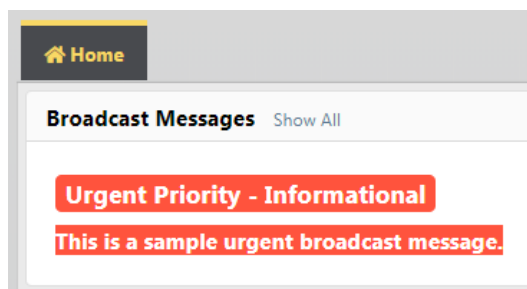 Home
Broadcast Messages Show All
Urgent Priority - Informational
This is a sample urgent broadcast message.